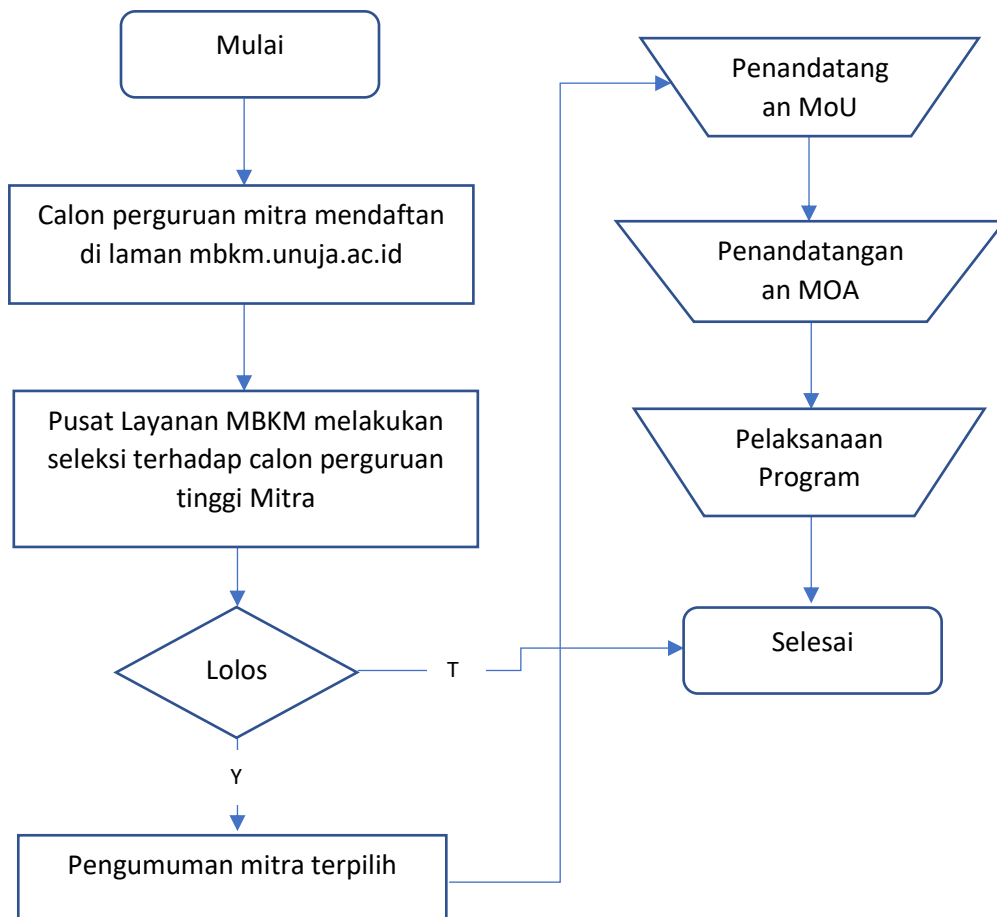 Mulai
Calon perguruan mitra mendaftan
di laman mbkm.unuja.ac.id
Pusat Layanan MBKM melakukan
seleksi terhadap calon perguruan
tinggi Mitra
Lolos
T
Y
Pengumuman mitra terpilih
Penandatang
an MoU
Penandatangan
an MOA
Pelaksanaan
Program
Selesai